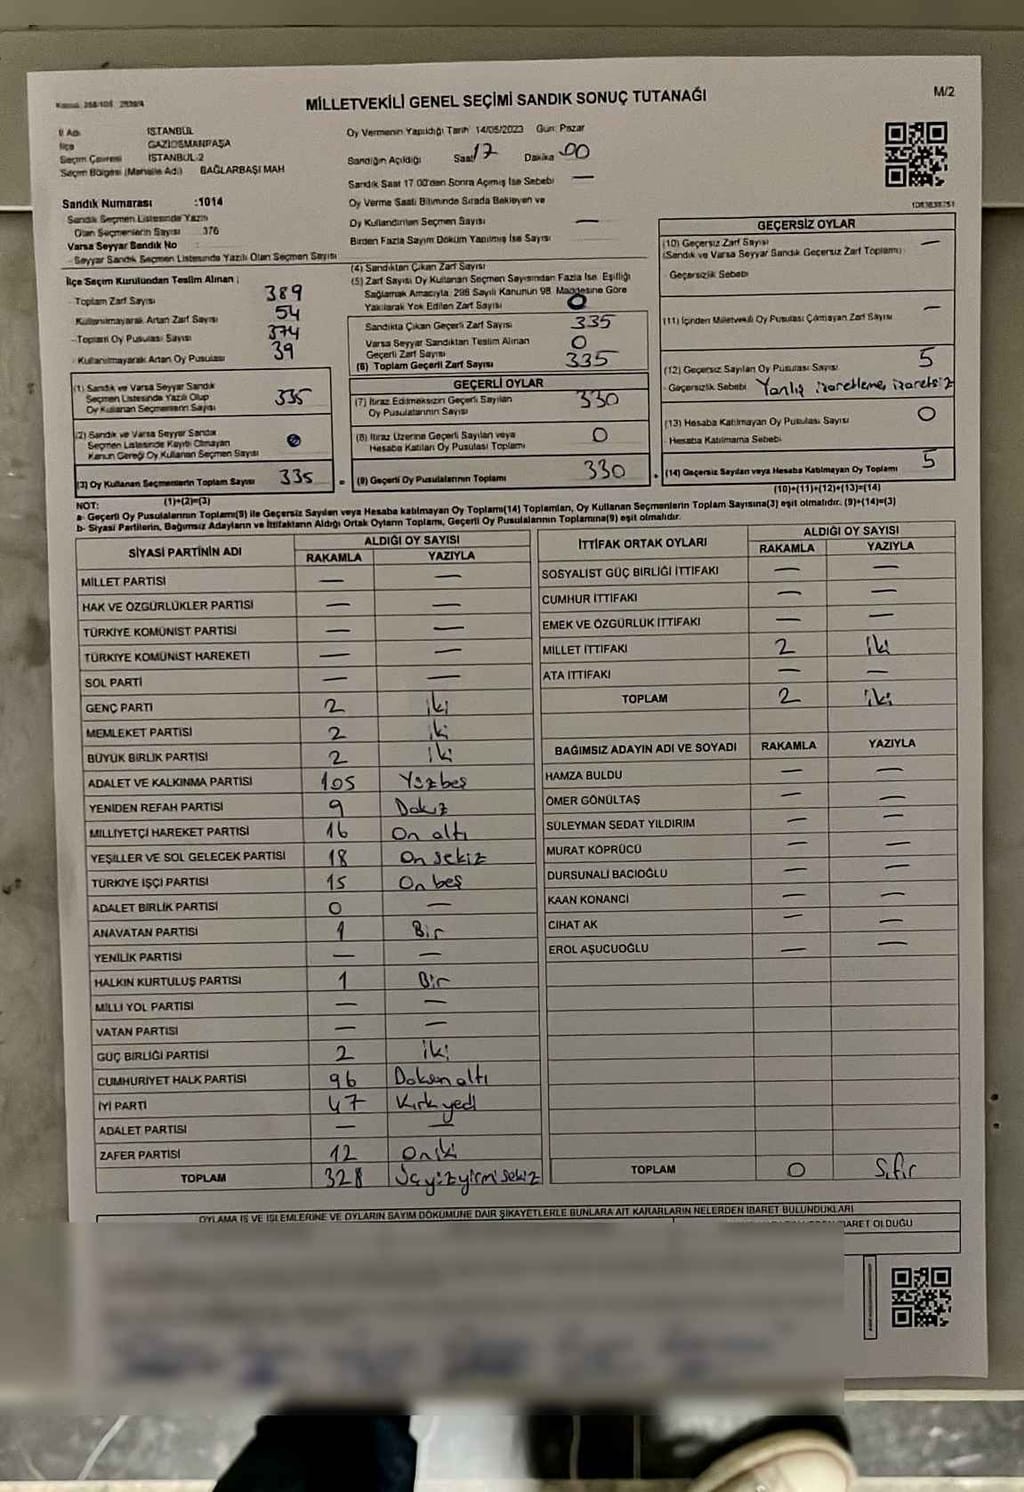 Kanun: 298/105 2839/4
MİLLETVEKİLİ GENEL SEÇİMİ SANDIK SONUÇ TUTANAĞI
M/2
İl Adı ISTANBUL
İlçe GAZİOSMANPAŞA
Seçim Çevresi ISTANBUL-2
Seçim Bölgesi (Mahalle Adı) BAĞLARBAŞI MAH
Sandık Numarası :1014
Sandık Seçmen Listesinde Yazılı
Olan Seçmenlerin Sayısı 376
Varsa Seyyar Sandık No
- Seyyar Sandık Seçmen Listesinde Yazılı Olan Seçmen Sayısı
Oy Vermenin Yapıldığı Tarih 14/05/2023 Gün: Pazar
Sandığın Açıldığı Saat 17 Dakika 00
Sandık Saat 17.00'den Sonra Açılmış İse Sebebi —
Oy Verme Saati Bitiminde Sırada Bekleyen ve
Oy Kullandırılan Seçmen Sayısı —
Birden Fazla Sayım Döküm Yapılmış İse Sayısı
İlçe Seçim Kurulundan Teslim Alınan ;
- Toplam Zarf Sayısı 389
Kullanılmayarak Artan Zarf Sayısı 54
- Toplam Oy Pusulası Sayısı 374
- Kullanılmayarak Artan Oy Pusulası 39
(1) Sandık ve Varsa Seyyar Sandık
Seçmen Listesinde Yazılı Olup
Oy Kullanan Seçmenlerin Sayısı 335
(2) Sandık ve Varsa Seyyar Sandık
Seçmen Listesinde Kayıtlı Olmayan
Kanun Gereği Oy Kullanan Seçmen Sayısı
(3) Oy Kullanan Seçmenlerin Toplam Sayısı 335
(1)+(2)=(3)
(4) Sandıktan Çıkan Zarf Sayısı
(5) Zarf Sayısı Oy Kullanan Seçmen Sayısından Fazla İse, Eşitliği
Sağlamak Amacıyla, 298 Sayılı Kanunun 98. Maddesine Göre
Yakılarak Yok Edilen Zarf Sayısı 0
Sandıkta Çıkan Geçerli Zarf Sayısı 335
Varsa Seyyar Sandıktan Teslim Alınan
Geçerli Zarf Sayısı 0
(6) Toplam Geçerli Zarf Sayısı 335
GEÇERLİ OYLAR
(7) İtiraz Edilmeksizin Geçerli Sayılan
Oy Pusulalarının Sayısı 330
(8) İtiraz Üzerine Geçerli Sayılan veya
Hesaba Katılan Oy Pusulası Toplamı 0
(9) Geçerli Oy Pusulalarının Toplamı 330
GEÇERSİZ OYLAR
(10) Geçersiz Zarf Sayısı —
(Sandık ve Varsa Seyyar Sandık Geçersiz Zarf Toplamı)
- Geçersizlik Sebebi
(11) İçinden Milletvekili Oy Pusulası Çıkmayan Zarf Sayısı —
(12) Geçersiz Sayılan Oy Pusulası Sayısı 5
- Geçersizlik Sebebi Yanlış işaretleme, işaretsiz
(13) Hesaba Katılmayan Oy Pusulası Sayısı 0
- Hesaba Katılmama Sebebi
(14) Geçersiz Sayılan veya Hesaba Katılmayan Oy Toplamı 5
(10)+(11)+(12)+(13)=(14)
NOT:
a- Geçerli Oy Pusulalarının Toplamı(9) ile Geçersiz Sayılan veya Hesaba katılmayan Oy Toplamı(14) Toplamları, Oy Kullanan Seçmenlerin Toplam Sayısına(3) eşit olmalıdır. (9)+(14)=(3)
b- Siyasi Partilerin, Bağımsız Adayların ve İttifakların Aldığı Ortak Oyların Toplamı, Geçerli Oy Pusulalarının Toplamına(9) eşit olmalıdır.
SİYASİ PARTİNİN ADI ALDIĞI OY SAYISI
RAKAMLA YAZIYLA
MİLLET PARTİSİ — —
HAK VE ÖZGÜRLÜKLER PARTİSİ — —
TÜRKİYE KOMÜNİST PARTİSİ — —
TÜRKİYE KOMÜNİST HAREKETİ — —
SOL PARTİ — —
GENÇ PARTİ 2 iki
MEMLEKET PARTİSİ 2 iki
BÜYÜK BİRLİK PARTİSİ 2 iki
ADALET VE KALKINMA PARTİSİ 105 Yüzbeş
YENİDEN REFAH PARTİSİ 9 Dokuz
MİLLİYETÇİ HAREKET PARTİSİ 16 On altı
YEŞİLLER VE SOL GELECEK PARTİSİ 18 On sekiz
TÜRKİYE İŞÇİ PARTİSİ 15 On beş
ADALET BİRLİK PARTİSİ 0 —
ANAVATAN PARTİSİ 1 Bir
YENİLİK PARTİSİ — —
HALKIN KURTULUŞ PARTİSİ 1 Bir
MİLLİ YOL PARTİSİ — —
VATAN PARTİSİ — —
GÜÇ BİRLİĞİ PARTİSİ 2 iki
CUMHURİYET HALK PARTİSİ 96 Doksan altı
İYİ PARTİ 47 Kırk yedi
ADALET PARTİSİ — —
ZAFER PARTİSİ 12 On iki
TOPLAM 328 Üçyüzyirmisekiz
İTTİFAK ORTAK OYLARI ALDIĞI OY SAYISI
RAKAMLA YAZIYLA
SOSYALİST GÜÇ BİRLİĞİ İTTİFAKI — —
CUMHUR İTTİFAKI — —
EMEK VE ÖZGÜRLÜK İTTİFAKI — —
MİLLET İTTİFAKI 2 iki
ATA İTTİFAKI — —
TOPLAM 2 iki
BAĞIMSIZ ADAYIN ADI VE SOYADI RAKAMLA YAZIYLA
HAMZA BULDU — —
ÖMER GÖNÜLTAŞ — —
SÜLEYMAN SEDAT YILDIRIM — —
MURAT KÖPRÜCÜ — —
DURSUNALİ BACIOĞLU — —
KAAN KONANCI — —
CİHAT AK — —
EROL AŞUCUOĞLU — —
TOPLAM 0 Sıfır
OYLAMA İŞ VE İŞLEMLERİNE VE OYLARIN SAYIM DÖKÜMÜNE DAİR ŞİKAYETLERLE BUNLARA AİT KARARLARIN NELERDEN İBARET BULUNDUKLARI
İBARET OLDUĞU